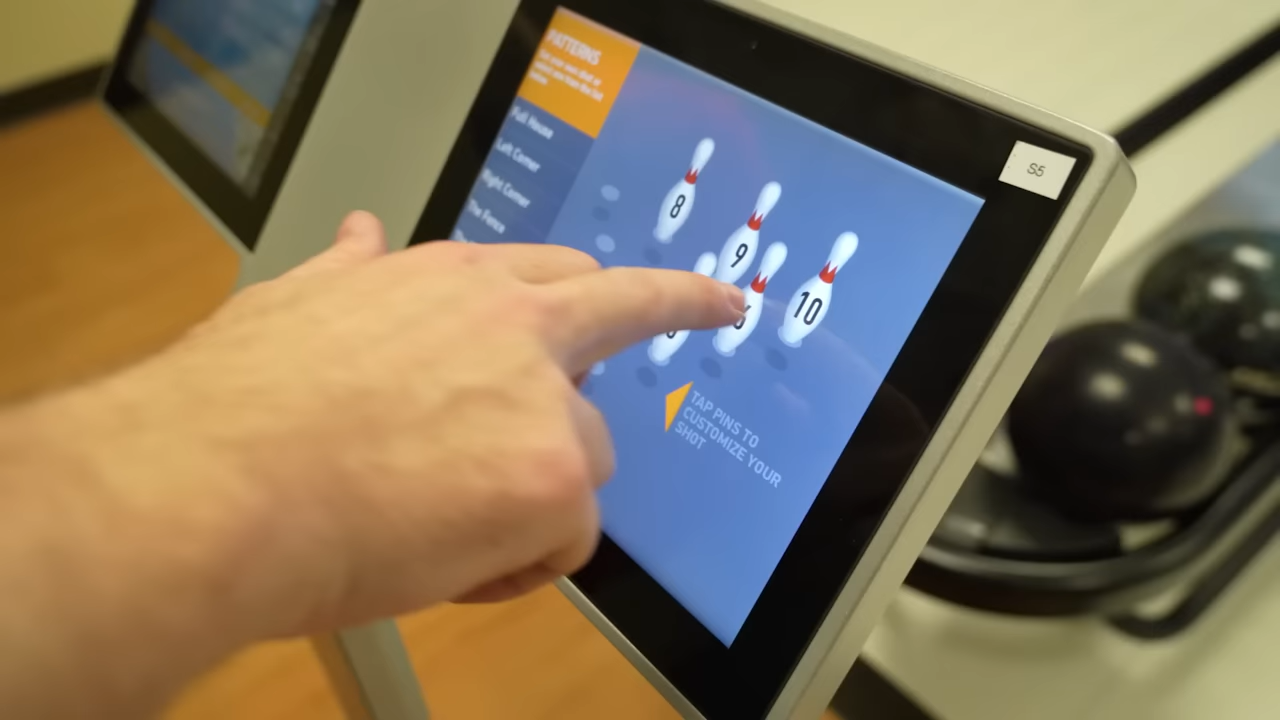 PATTERNS
Full House
Left Corner
Right Corner
The Fence
8
9
10
6
TAP PINS TO
CUSTOMIZE YOUR
SHOT
S5